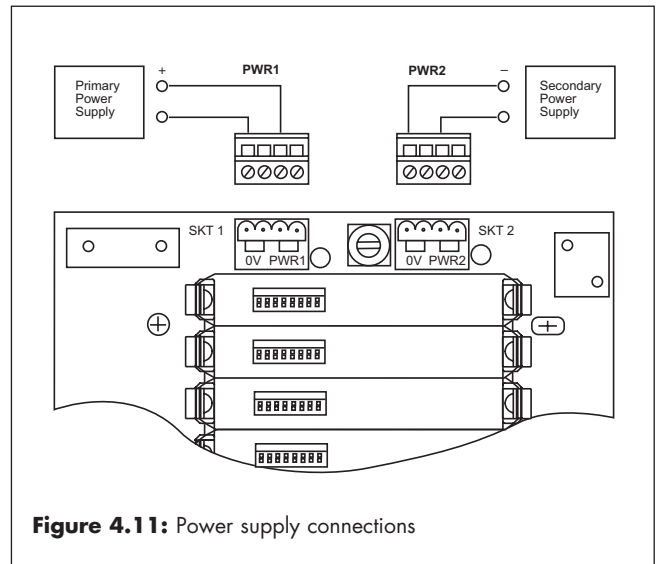 + PWR1 PWR2 –
Primary
Power
Supply
Secondary
Power
Supply
SKT 1 SKT 2
0V PWR1 0V PWR2
Figure 4.11: Power supply connections